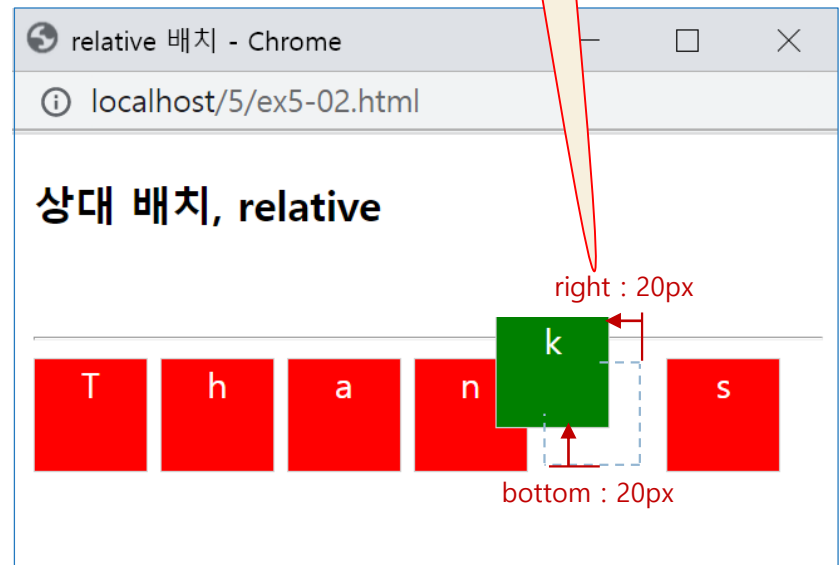 relative 배치 - Chrome
localhost/5/ex5-02.html
상대 배치, relative
right : 20px
T h a n k s
bottom : 20px